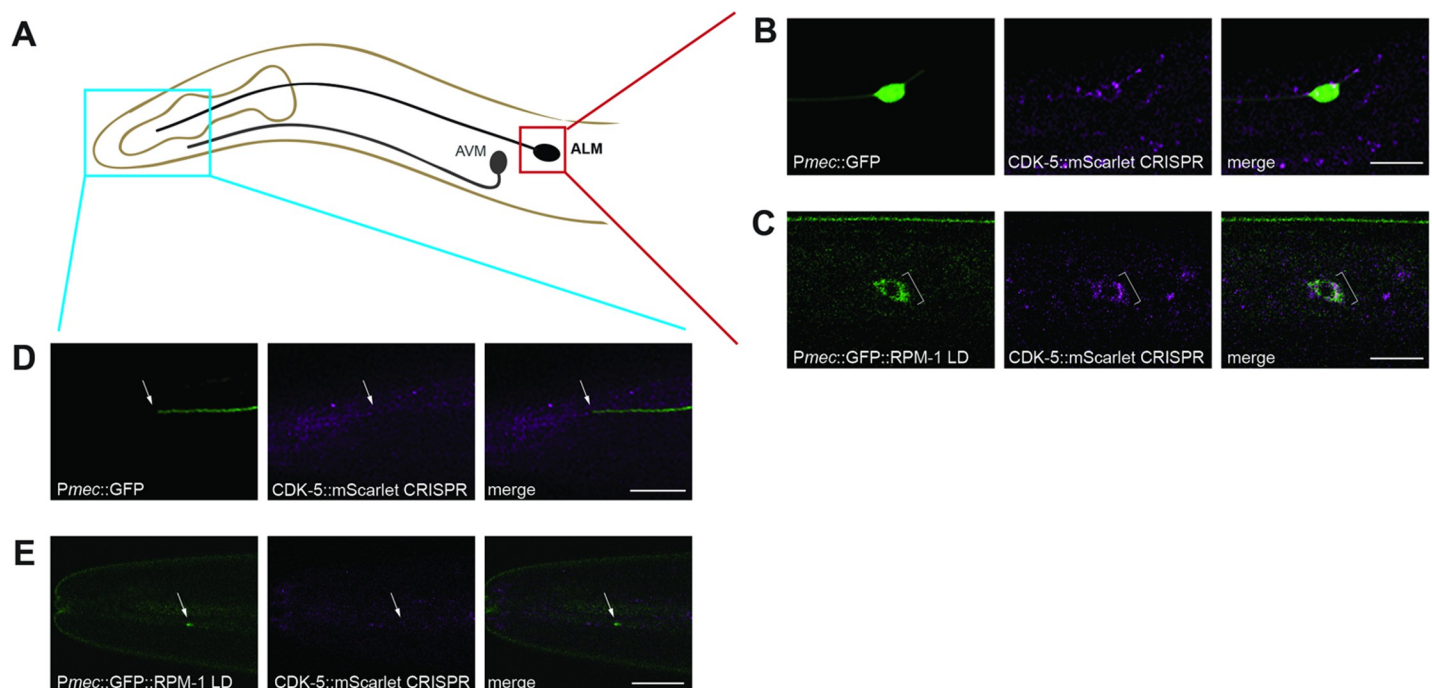 A
AVM
ALM
B
Pmec::GFP
CDK-5::mScarlet CRISPR
merge
C
Pmec::GFP::RPM-1 LD
CDK-5::mScarlet CRISPR
merge
D
Pmec::GFP
CDK-5::mScarlet CRISPR
merge
E
Pmec::GFP::RPM-1 LD
CDK-5::mScarlet CRISPR
merge